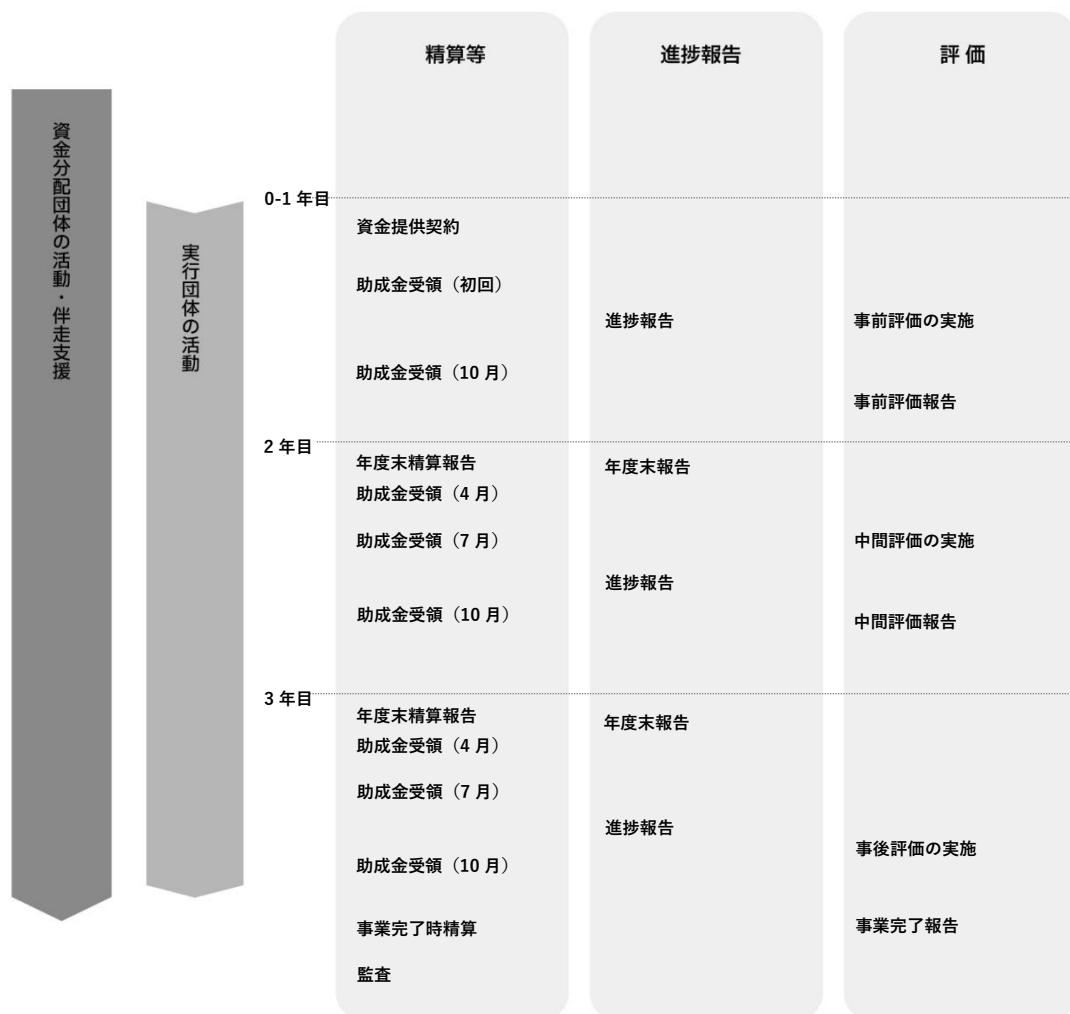 精算等
進捗報告
評 価
資金分配団体の活動・伴走支援
実行団体の活動
0-1 年目
資金提供契約
助成金受領（初回）
進捗報告
事前評価の実施
助成金受領（10 月）
事前評価報告
2 年目
年度末精算報告
年度末報告
助成金受領（4 月）
助成金受領（7 月）
中間評価の実施
進捗報告
助成金受領（10 月）
中間評価報告
3 年目
年度末精算報告
年度末報告
助成金受領（4 月）
助成金受領（7 月）
進捗報告
事後評価の実施
助成金受領（10 月）
事業完了時精算
事業完了報告
監査